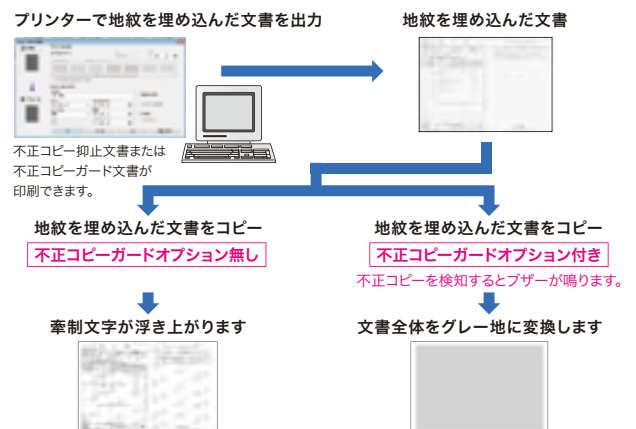 プリンターで地紋を埋め込んだ文書を出力
地紋を埋め込んだ文書
不正コピー抑止文書または
不正コピーガード文書が
印刷できます。
地紋を埋め込んだ文書をコピー
不正コピーガードオプション無し
地紋を埋め込んだ文書をコピー
不正コピーガードオプション付き
不正コピーを検知するとブザーが鳴ります。
牽制文字が浮き上がります
文書全体をグレー地に変換します